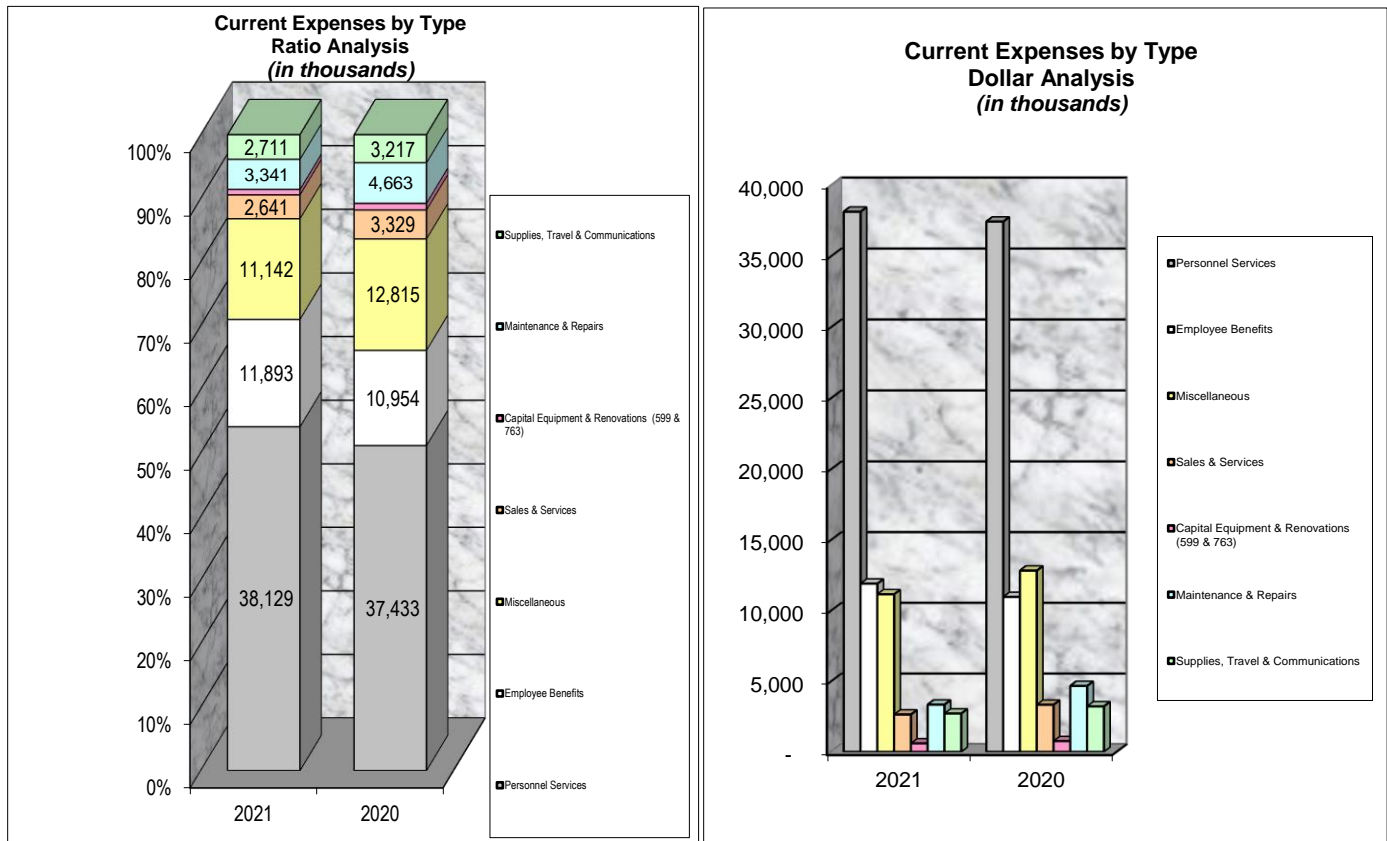 Current Expenses by Type
Ratio Analysis
(in thousands)
100%
90%
80%
70%
60%
50%
40%
30%
20%
10%
0%
2,711
3,341
2,641
11,142
11,893
38,129
3,217
4,663
3,329
12,815
10,954
37,433
2021
2020
Supplies, Travel & Communications
Maintenance & Repairs
Capital Equipment & Renovations (599 &
763)
Sales & Services
Miscellaneous
Employee Benefits
Personnel Services
Current Expenses by Type
Dollar Analysis
(in thousands)
40,000
35,000
30,000
25,000
20,000
15,000
10,000
5,000
-
2021
2020
Personnel Services
Employee Benefits
Miscellaneous
Sales & Services
Capital Equipment & Renovations
(599 & 763)
Maintenance & Repairs
Supplies, Travel & Communications